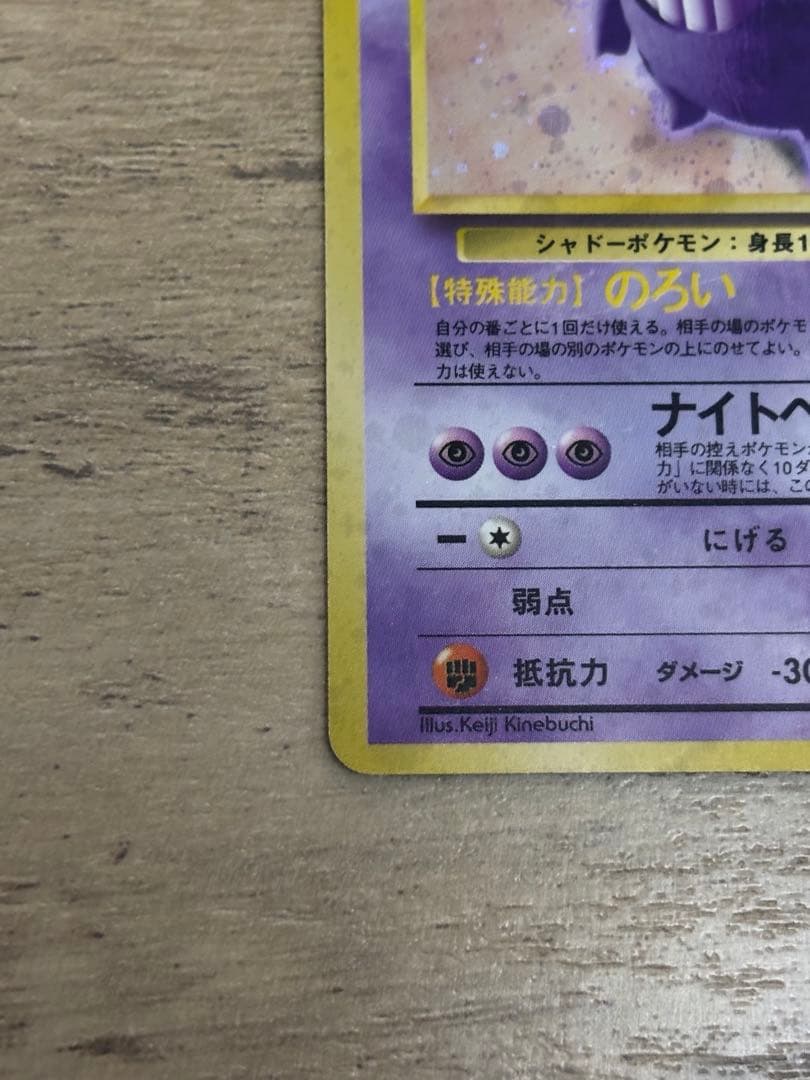 シャドーポケモン：身長1
【特殊能力】のろい
自分の番ごとに1回だけ使える。相手の場のポケモ
選び、相手の場の別のポケモンの上にのせてよい。
力は使えない。
ナイトヘ
相手の控えポケモン
力」に関係なく10ダ
がいない時には、この
ー にげる
弱点
抵抗力 ダメージ -30
Illus.Keiji Kinebuchi